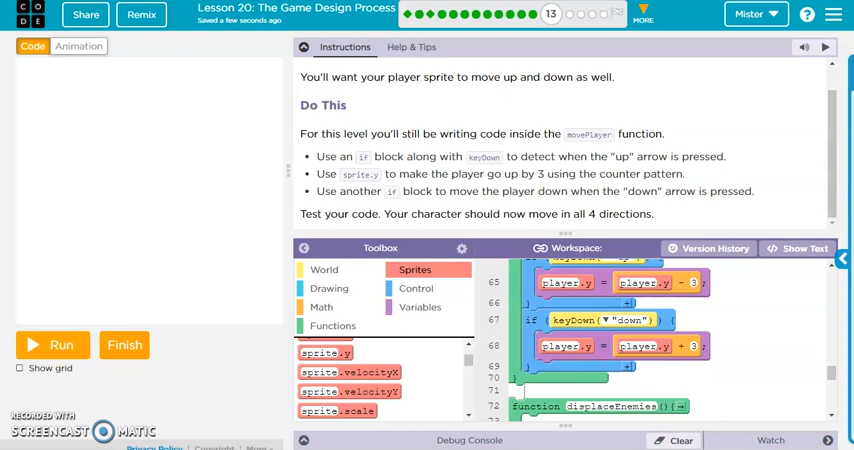 C O
D E
Share
Remix
Lesson 20: The Game Design Process
Saved a few seconds ago
13
MORE
Mister
?
Code
Animation
Instructions
Help & Tips
You'll want your player sprite to move up and down as well.
Do This
For this level you'll still be writing code inside the movePlayer function.
• Use an if block along with keyDown to detect when the "up" arrow is pressed.
• Use sprite.y to make the player go up by 3 using the counter pattern.
• Use another if block to move the player down when the "down" arrow is pressed.
Test your code. Your character should now move in all 4 directions.
Toolbox
Workspace:
Version History
</> Show Text
World
Sprites
Drawing
Control
Math
Variables
Functions
sprite.y
sprite.velocityX
sprite.velocityY
sprite.scale
if (keyDown(▼"up")) {
65 player.y = player.y - 3;
66 }
67 if (keyDown(▼"down")) {
68 player.y = player.y + 3;
69 }
70 }
71
72 function displaceEnemies(){
73
Run
Finish
Show grid
RECORDED WITH
SCREENCAST MATIC
Privacy Policy | Copyright | More
Debug Console
Clear
Watch